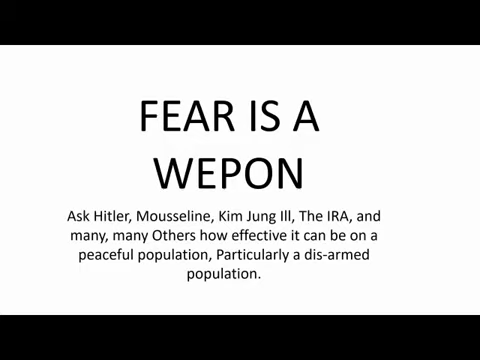 FEAR IS A
WEPON
Ask Hitler, Mousseline, Kim Jung Ill, The IRA, and
many, many Others how effective it can be on a
peaceful population, Particularly a dis-armed
population.